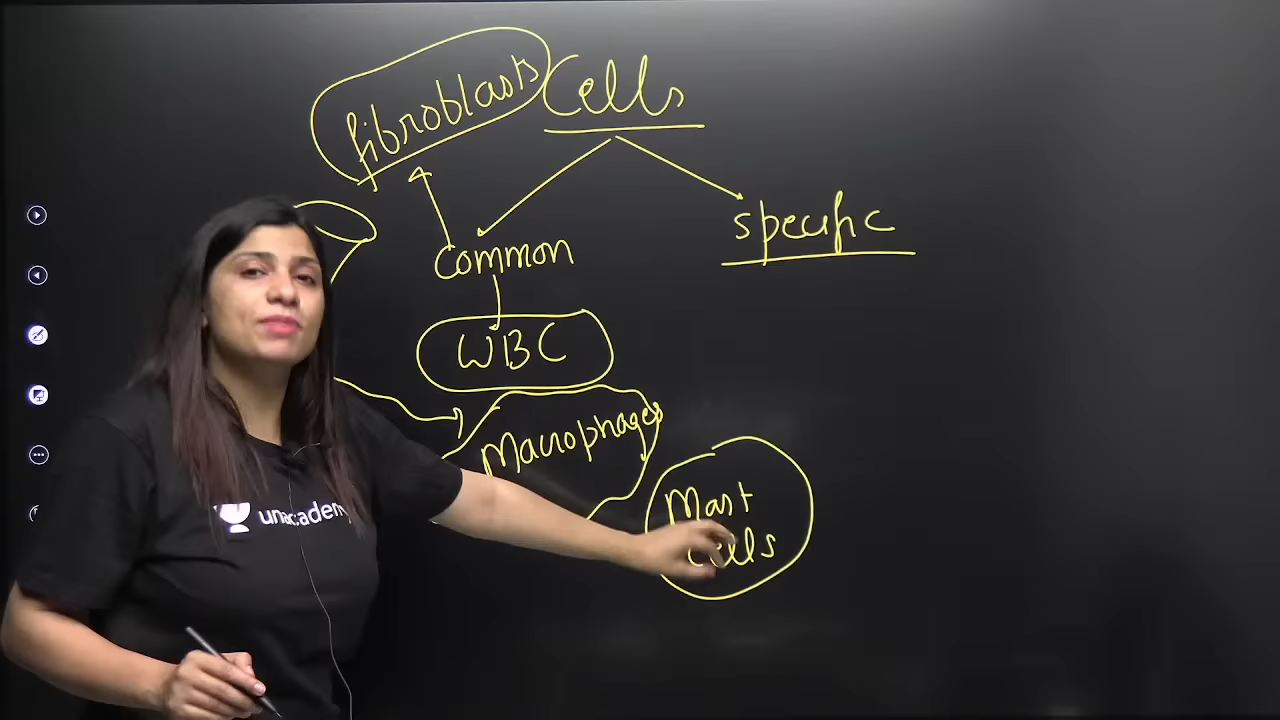 fibroblasts
Cells
Common
specific
WBC
Macrophages
Mast
Cells
unacademy